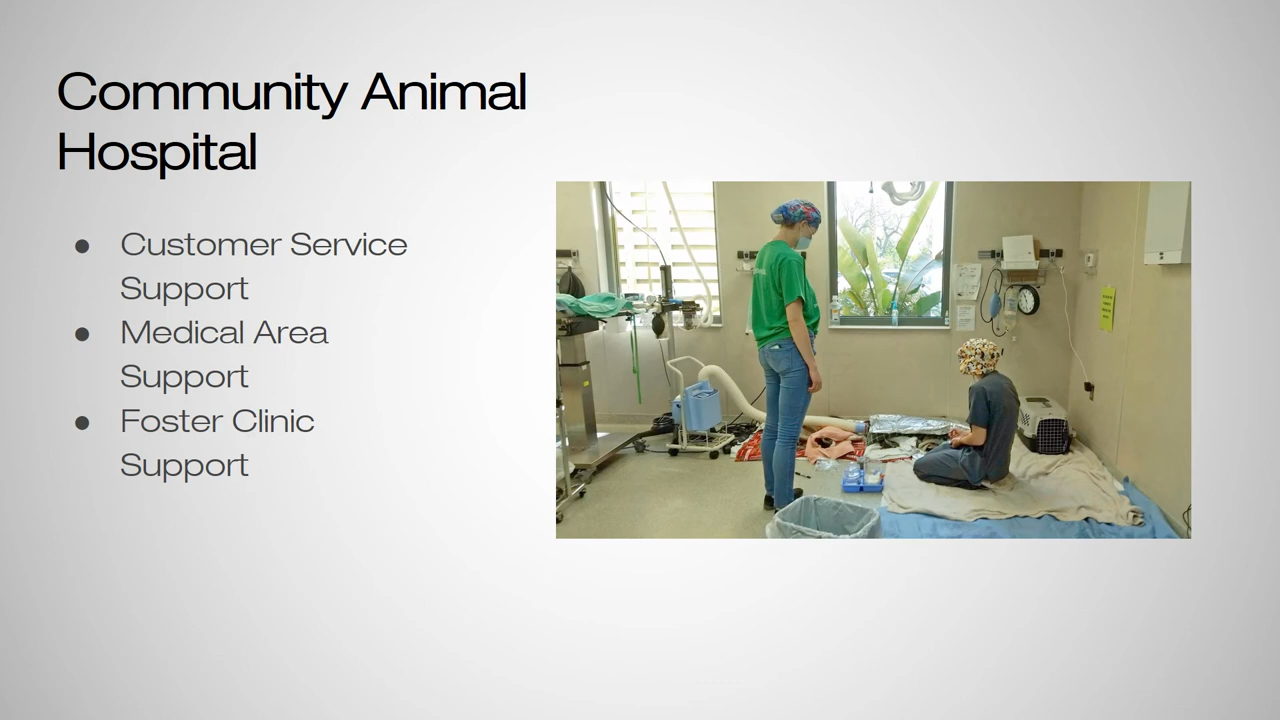 Community Animal
Hospital
● Customer Service
Support
● Medical Area
Support
● Foster Clinic
Support